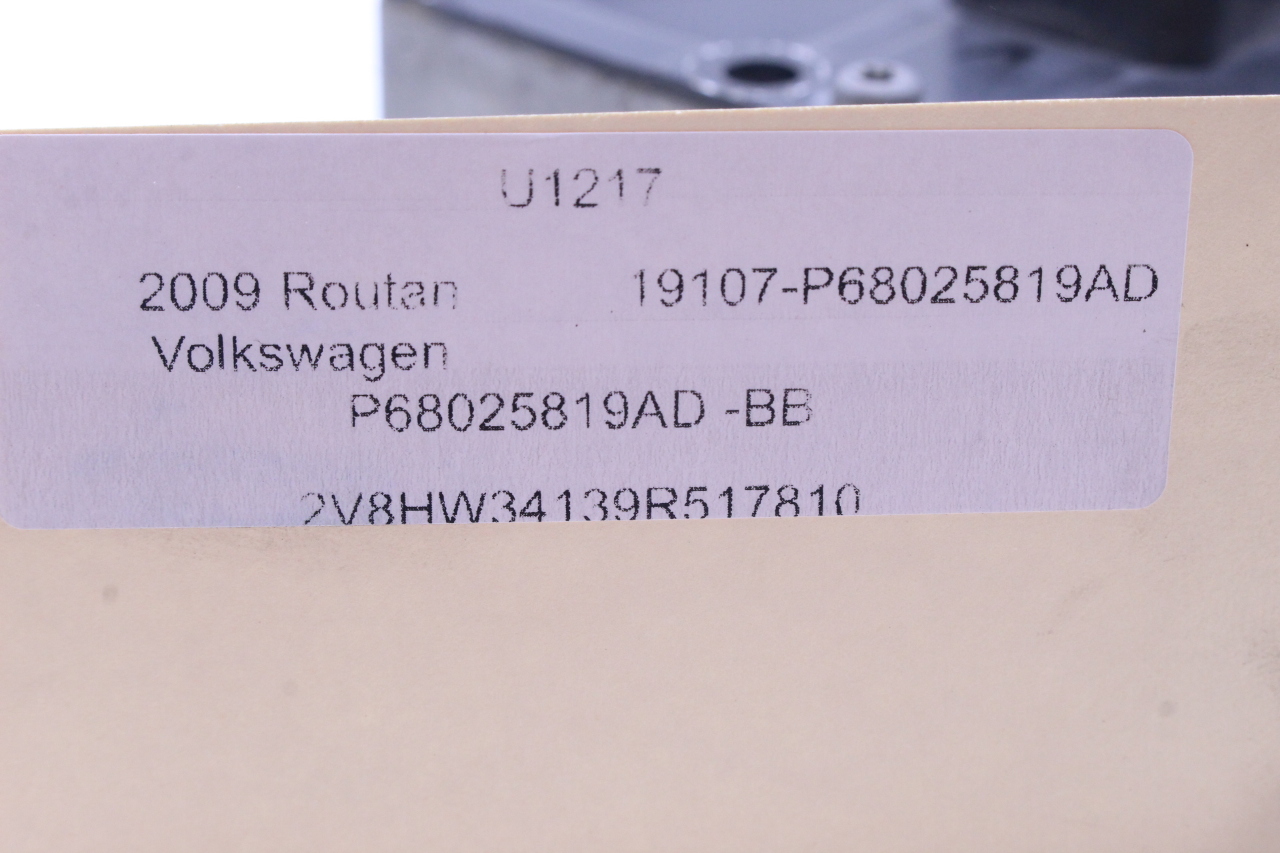 U1217
2009 Routan 19107-P68025819AD
Volkswagen
P68025819AD -BB
2V8HW34139R517810